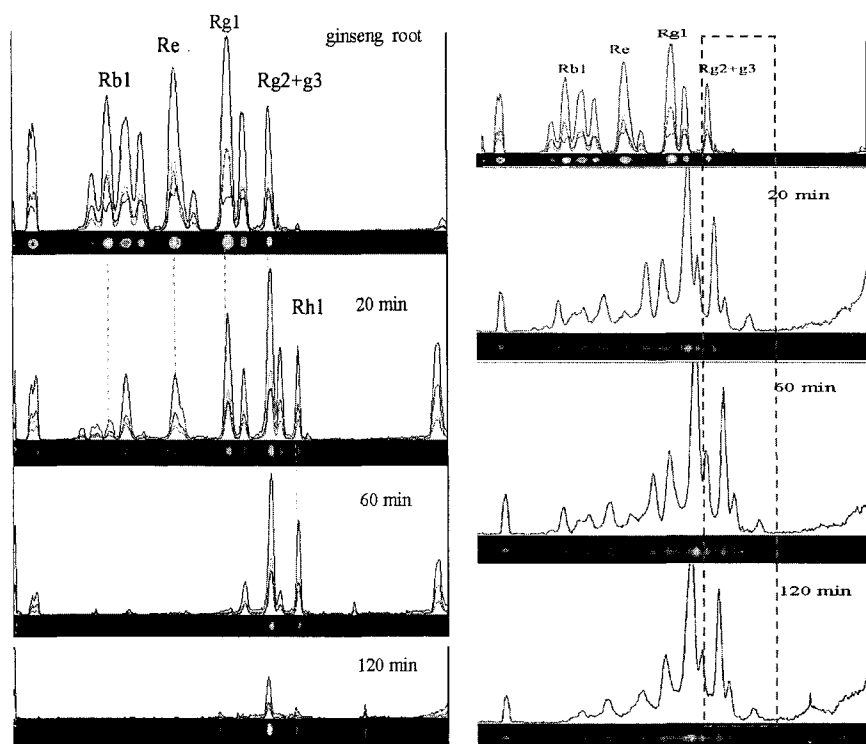 Rg1
ginseng root
Re
Rb1
Rg2+g3
Rh1
20 min
60 min
120 min
Rg1
Re
Rb1
Rg2+g3
20 min
60 min
120 min